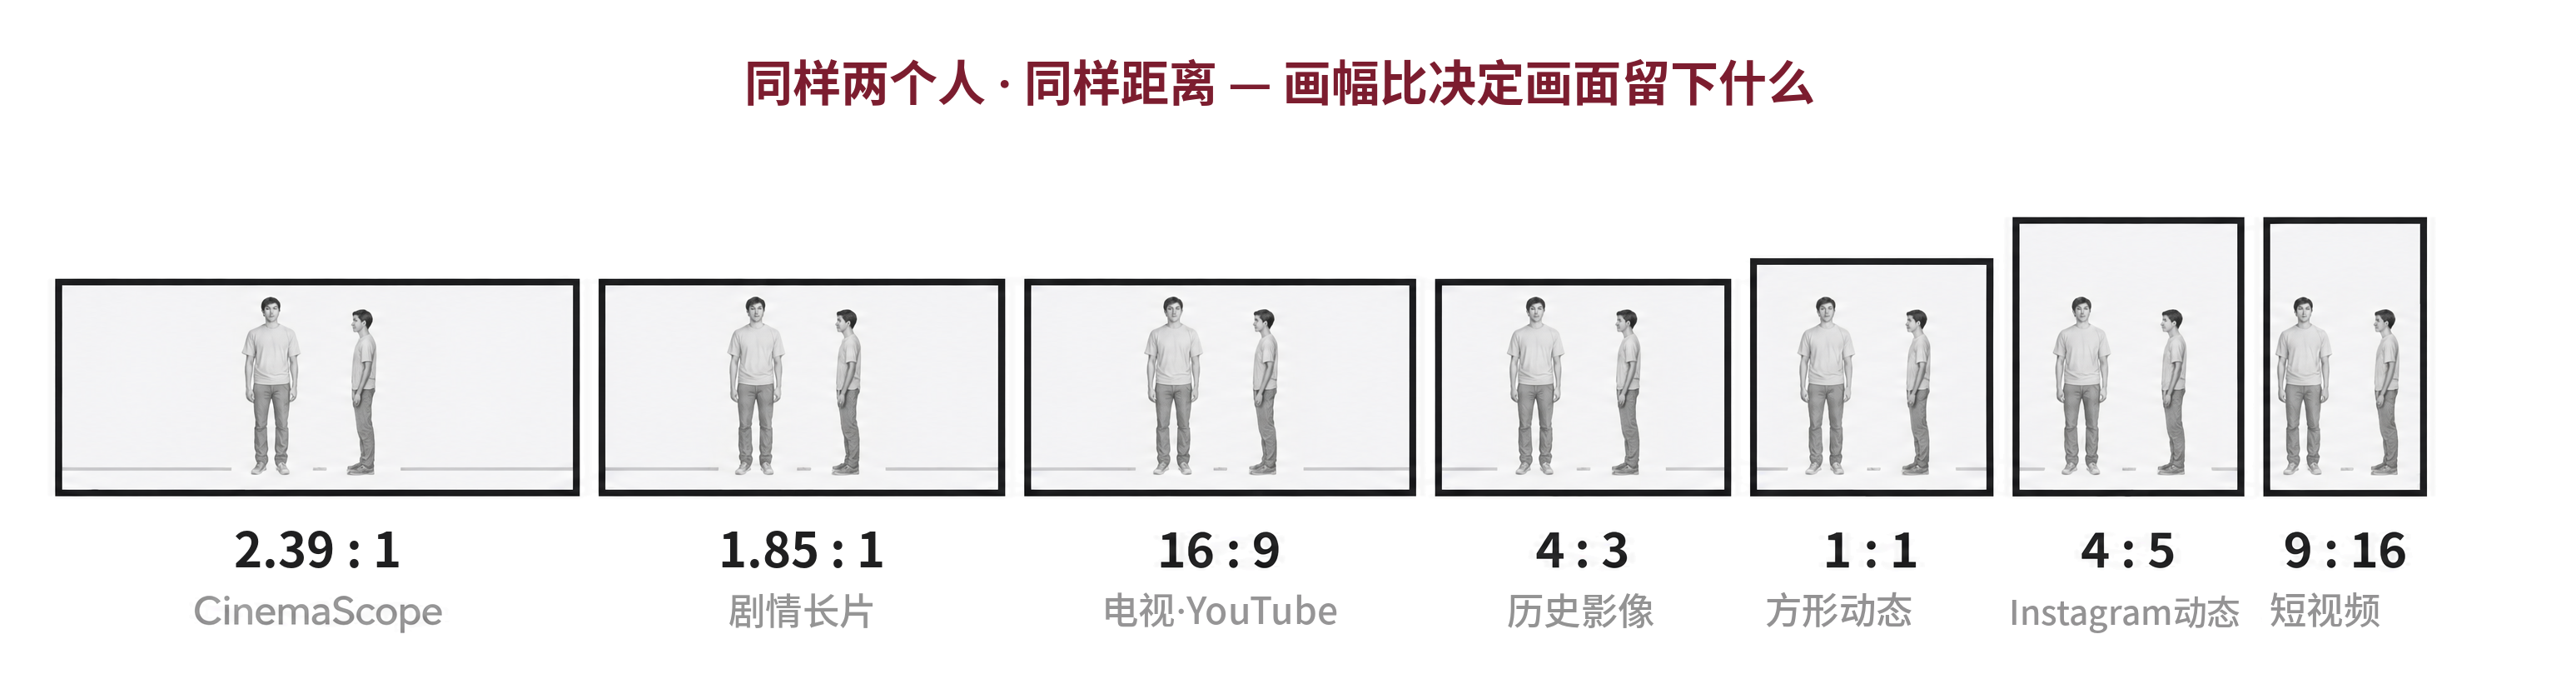 同样两个人 · 同样距离 — 画幅比决定画面留下什么
2.39 : 1
CinemaScope
1.85 : 1
剧情长片
16 : 9
电视·YouTube
4 : 3
历史影像
1 : 1
方形动态
4 : 5
Instagram动态
9 : 16
短视频